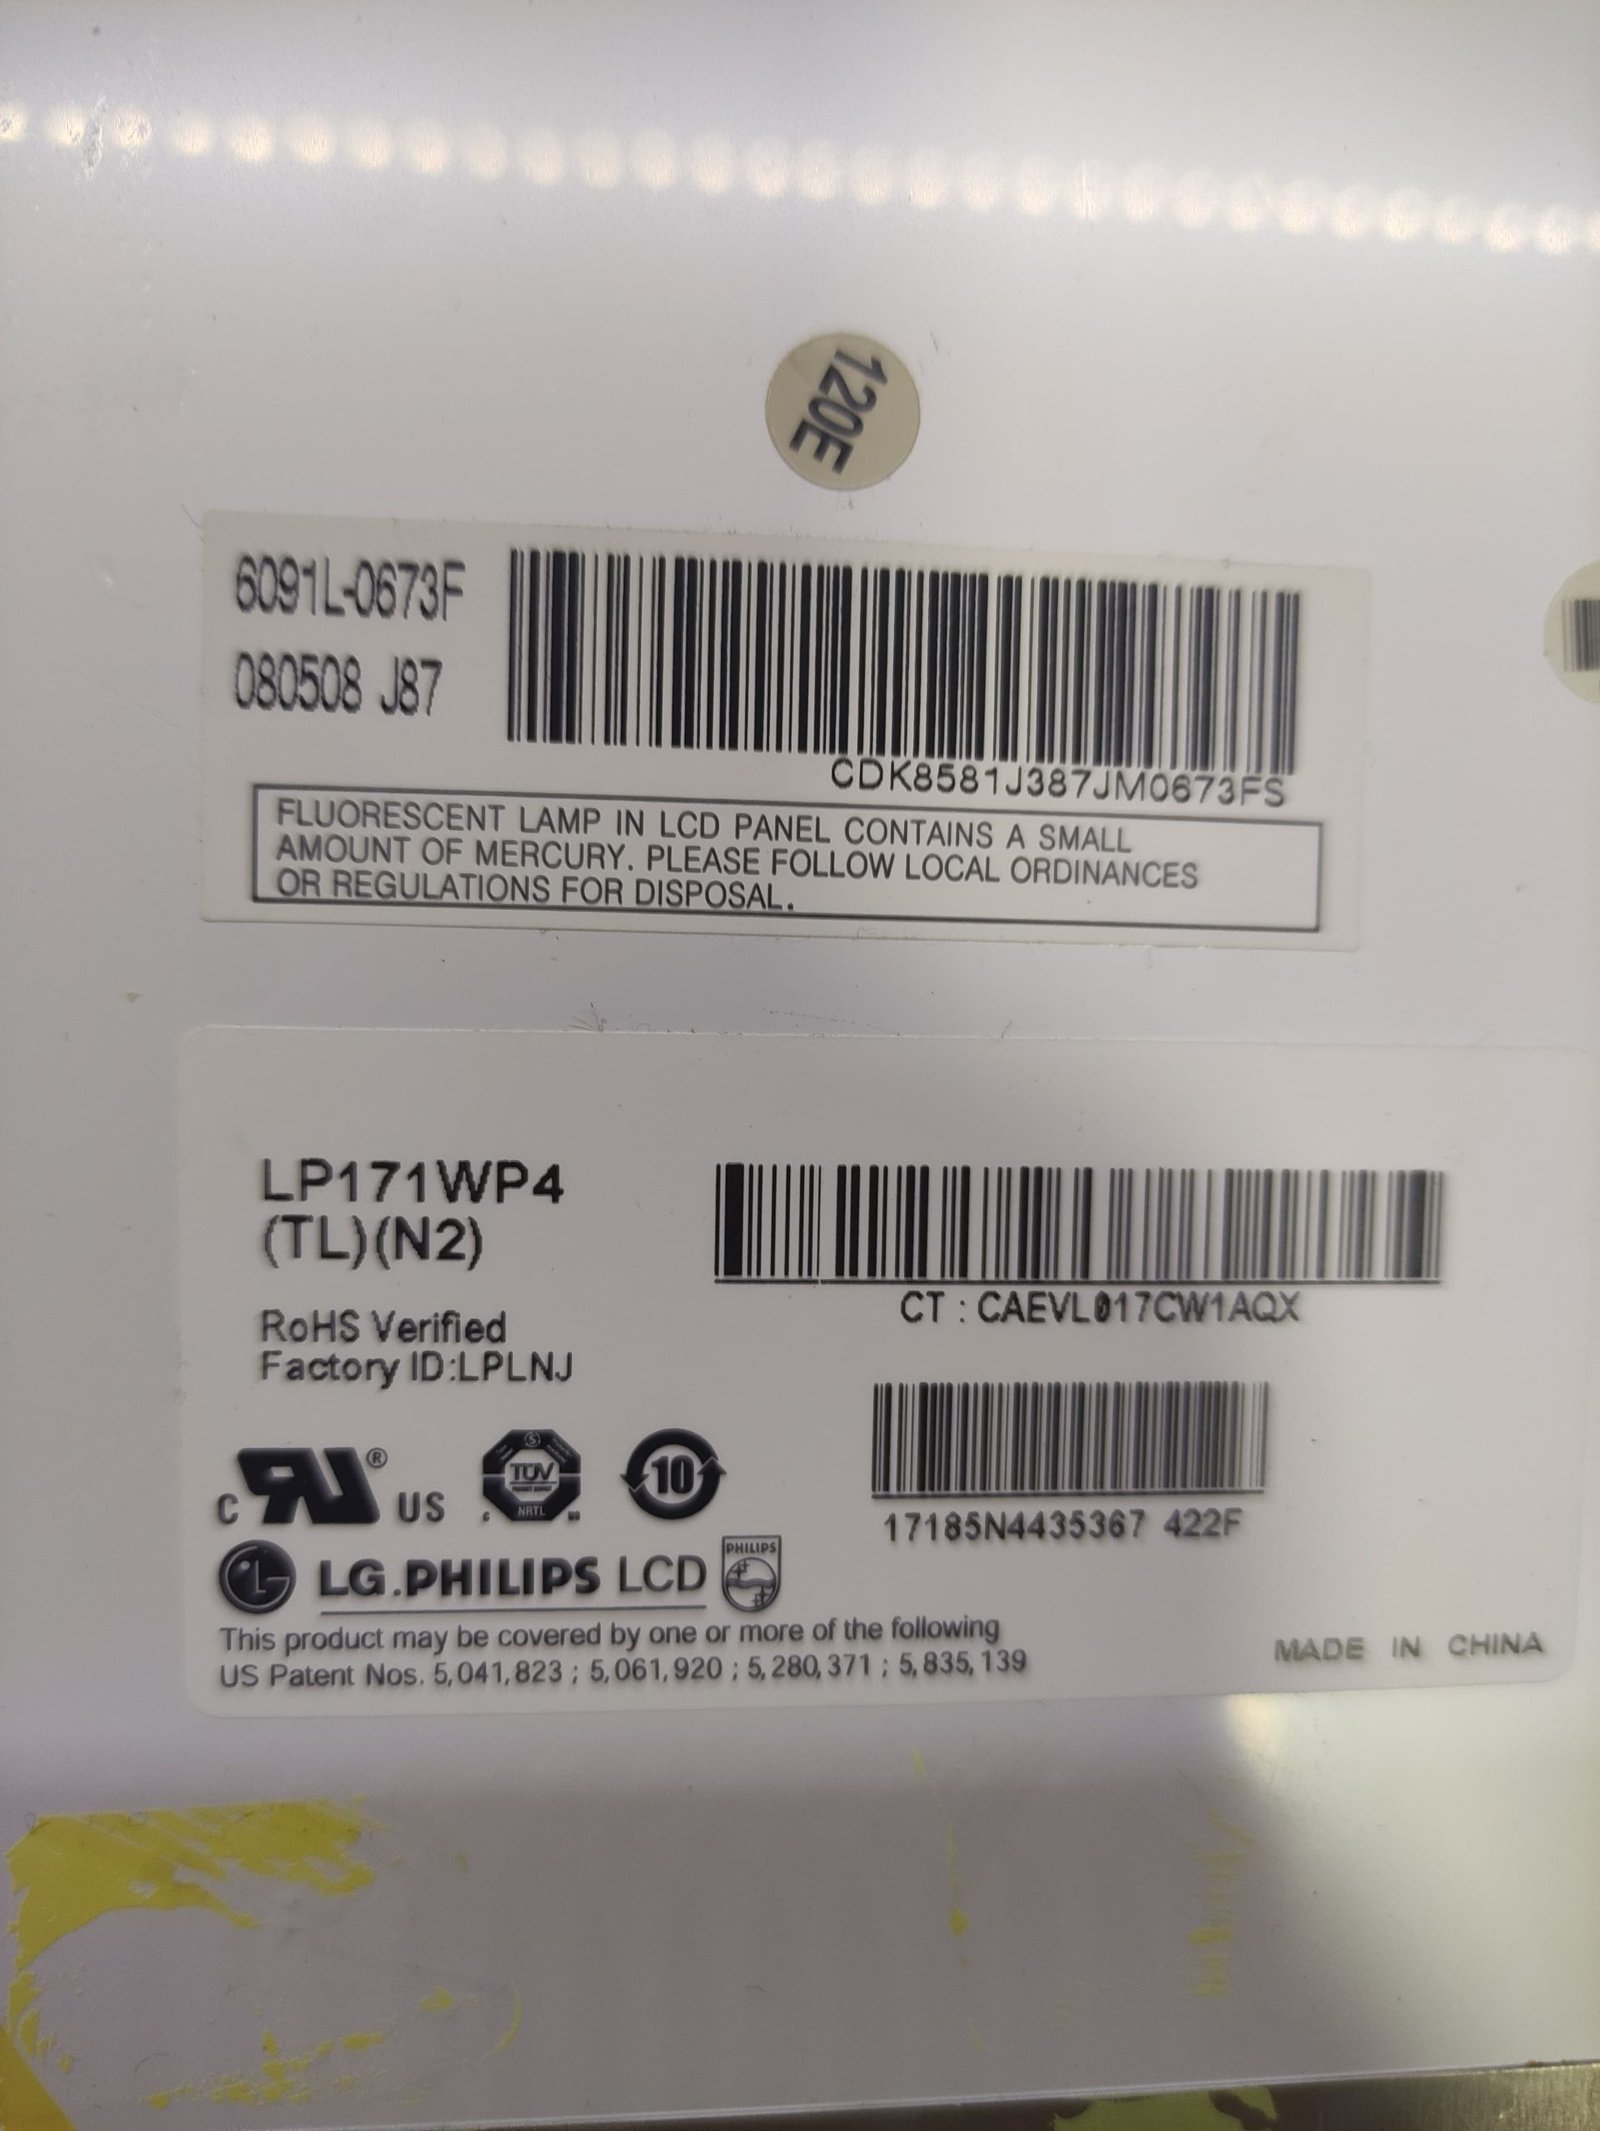 120E
6091L-0673F
080508 J87
CDK8581J387JM0673FS
FLUORESCENT LAMP IN LCD PANEL CONTAINS A SMALL
AMOUNT OF MERCURY. PLEASE FOLLOW LOCAL ORDINANCES
OR REGULATIONS FOR DISPOSAL.
LP171WP4
(TL)(N2)
CT : CAEVL017CW1AQX
RoHS Verified
Factory ID:LPLNJ
17185N4435367 422F
C RU ® US
TÜV
NRTL
10
LG.PHILIPS LCD
PHILIPS
This product may be covered by one or more of the following
US Patent Nos. 5,041,823 ; 5,061,920 ; 5,280,371 ; 5,835,139
MADE IN CHINA